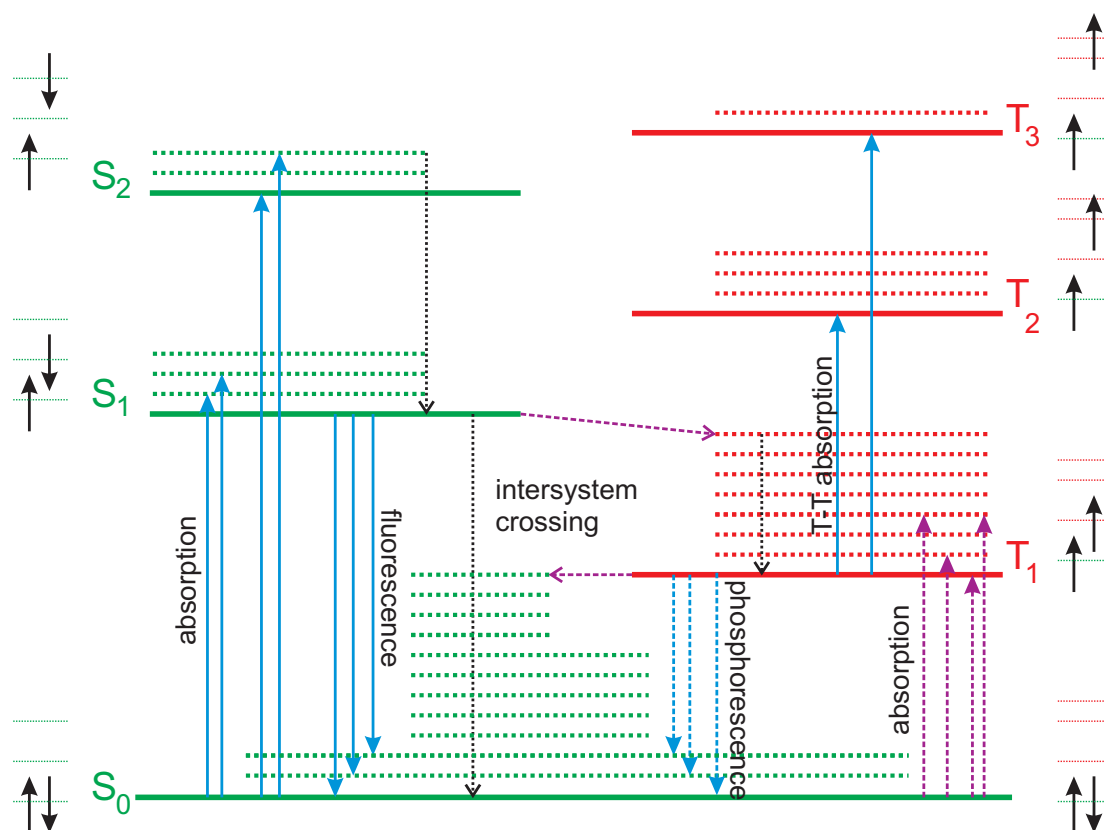 T3
S2
T2
S1
T-T absorption
intersystem
crossing
fluorescence
absorption
T1
phosphorescence
absorption
S0